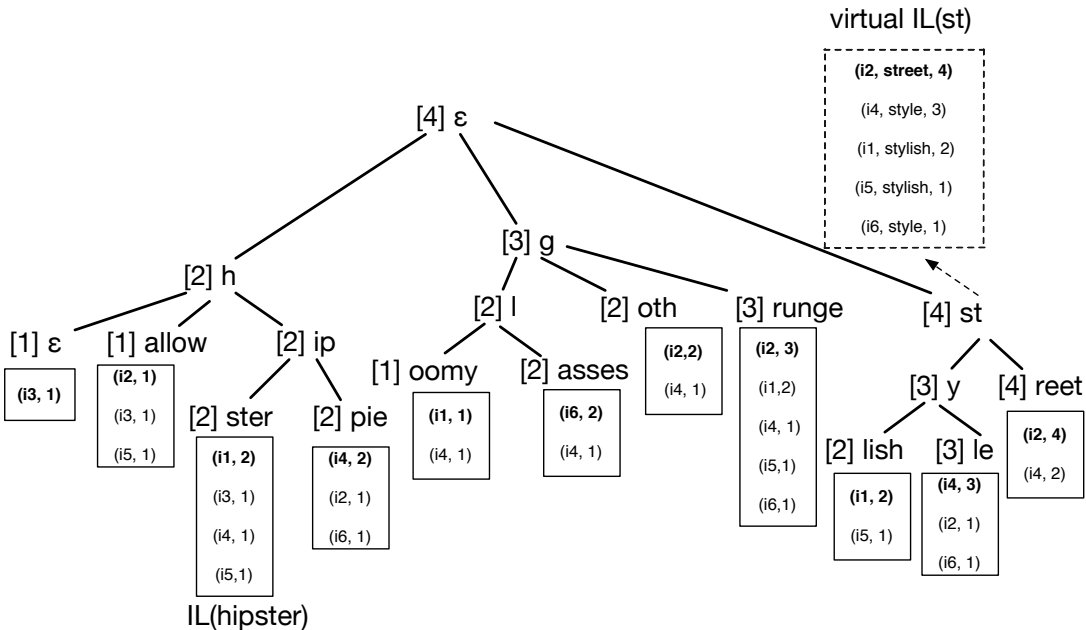 virtual IL(st)
(i2, street, 4)
(i4, style, 3)
(i1, stylish, 2)
(i5, stylish, 1)
(i6, style, 1)
[4] ε
[3] g
[2] h
[2] l
[2] oth
[3] runge
[4] st
[1] ε
[1] allow
[2] ip
[1] oomy
[2] asses
[3] y
[4] reet
(i3, 1)
(i2, 1)
(i3, 1)
(i5, 1)
[2] ster
[2] pie
(i1, 1)
(i4, 1)
(i6, 2)
(i4, 1)
(i2,2)
(i4, 1)
(i2, 3)
(i1,2)
(i4, 1)
(i5,1)
(i6,1)
[2] lish
[3] le
(i2, 4)
(i4, 2)
(i1, 2)
(i3, 1)
(i4, 1)
(i5,1)
(i4, 2)
(i2, 1)
(i6, 1)
(i1, 2)
(i5, 1)
(i4, 3)
(i2, 1)
(i6, 1)
IL(hipster)